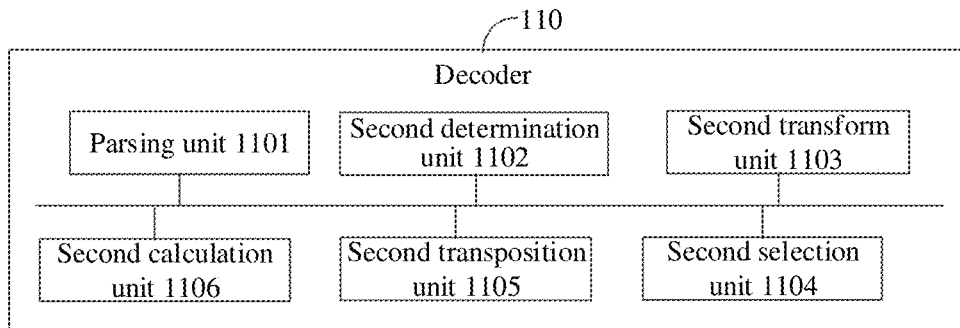 110
Decoder
Parsing unit 1101
Second determination
unit 1102
Second transform
unit 1103
Second calculation
unit 1106
Second transposition
unit 1105
Second selection
unit 1104